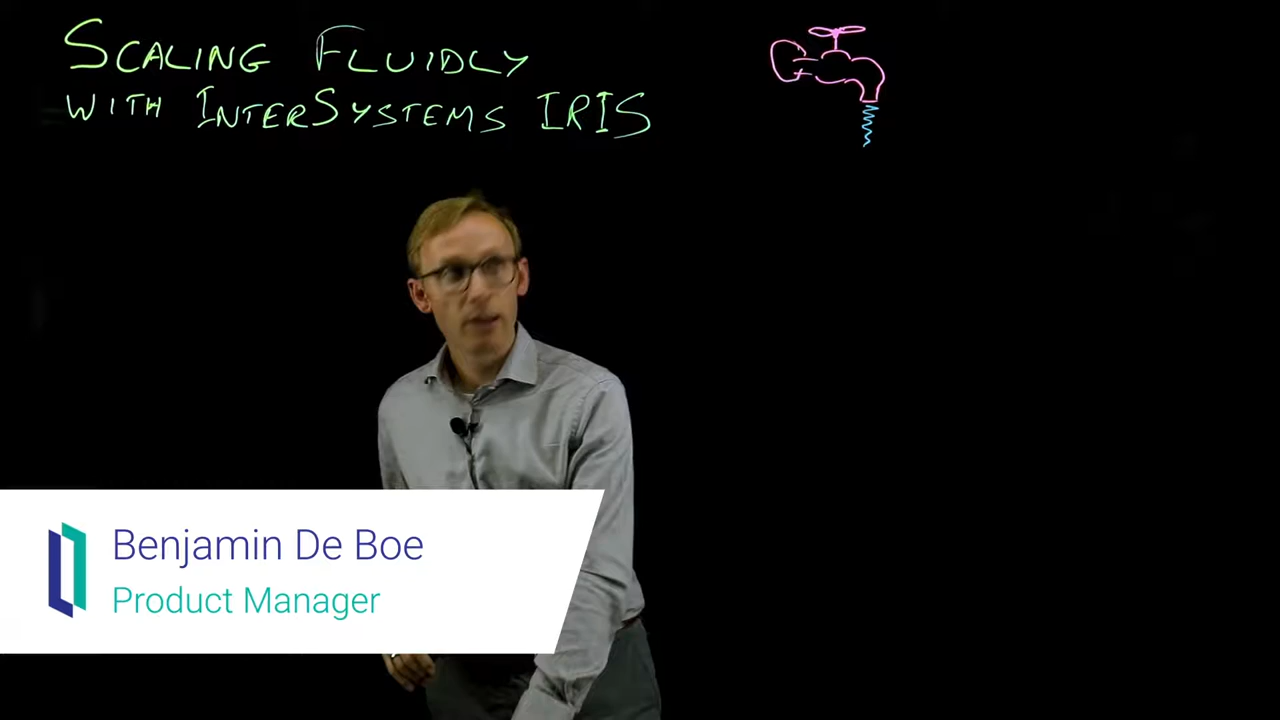 SCALING FLUIDLY
WITH INTERSYSTEMS IRIS
Benjamin De Boe
Product Manager